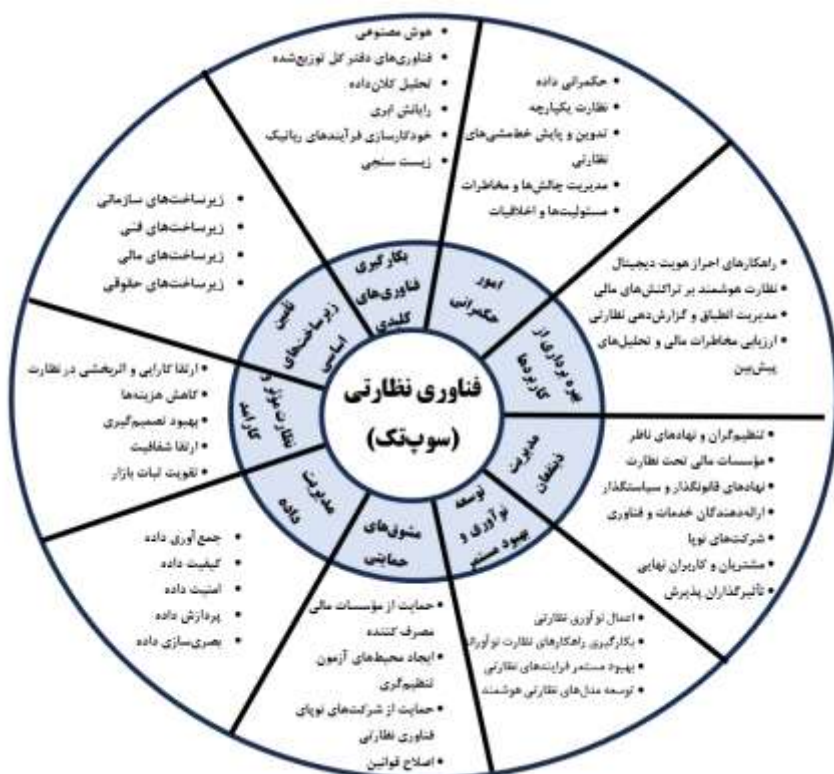 فناوری نظارتی
(سوپ‌تک)
بکارگیری
فناوری‌های
کلیدی
• هوش مصنوعی
• فناوری‌های دفتر کل توزیع‌شده
• تحلیل کلان‌داده
• رایانش ابری
• خودکارسازی فرآیندهای رباتیک
• زیست سنجی
امور
حکمرانی
• حکمرانی داده
• نظارت یکپارچه
• تدوین و پایش خط‌مشی‌های
نظارتی
• مدیریت چالش‌ها و مخاطرات
• مسئولیت‌ها و اخلاقیات
بهره برداری از
کاربردها
• راهکارهای احراز هویت دیجیتال
• نظارت هوشمند بر تراکنش‌های مالی
• مدیریت انطباق و گزارش‌دهی نظارتی
• ارزیابی مخاطرات مالی و تحلیل‌های
پیش‌بین
مدیریت
ذینفعان
• تنظیم‌گران و نهادهای ناظر
• مؤسسات مالی تحت نظارت
• نهادهای قانونگذار و سیاستگذار
• ارائه‌دهندگان خدمات و فناوری
• شرکت‌های نوپا
• مشتریان و کاربران نهایی
• تأثیرگذاران پذیرش
توسعه
نوآوری و
بهبود مستمر
• اعمال نوآوری نظارتی
• بکارگیری راهکارهای نظارت نوآورانه
• بهبود مستمر فرایندهای نظارتی
• توسعه مدل‌های نظارتی هوشمند
مشوق‌های
حمایتی
• حمایت از مؤسسات مالی
مصرف کننده
• ایجاد محیط‌های آزمون
تنظیم‌گری
• حمایت از شرکت‌های نوپای
فناوری نظارتی
• اصلاح قوانین
مدیریت
داده
• جمع‌آوری داده
• کیفیت داده
• امنیت داده
• پردازش داده
• بصری‌سازی داده
نظارت مؤثر و
کارآمد
• ارتقا کارایی و اثربخشی در نظارت
• کاهش هزینه‌ها
• بهبود تصمیم‌گیری
• ارتقا شفافیت
• تقویت ثبات بازار
تأمین
زیرساخت‌های
اساسی
• زیرساخت‌های سازمانی
• زیرساخت‌های فنی
• زیرساخت‌های مالی
• زیرساخت‌های حقوقی